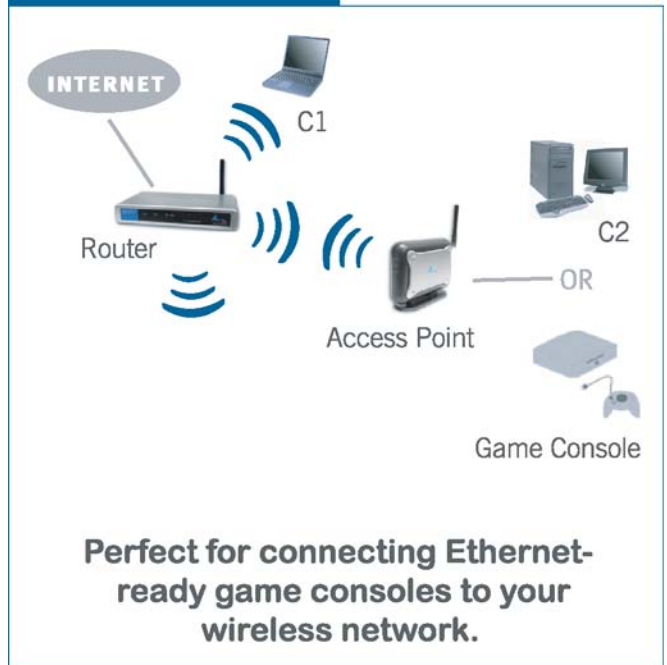 INTERNET
C1
Router
C2
OR
Access Point
Game Console
Perfect for connecting Ethernet-
ready game consoles to your
wireless network.